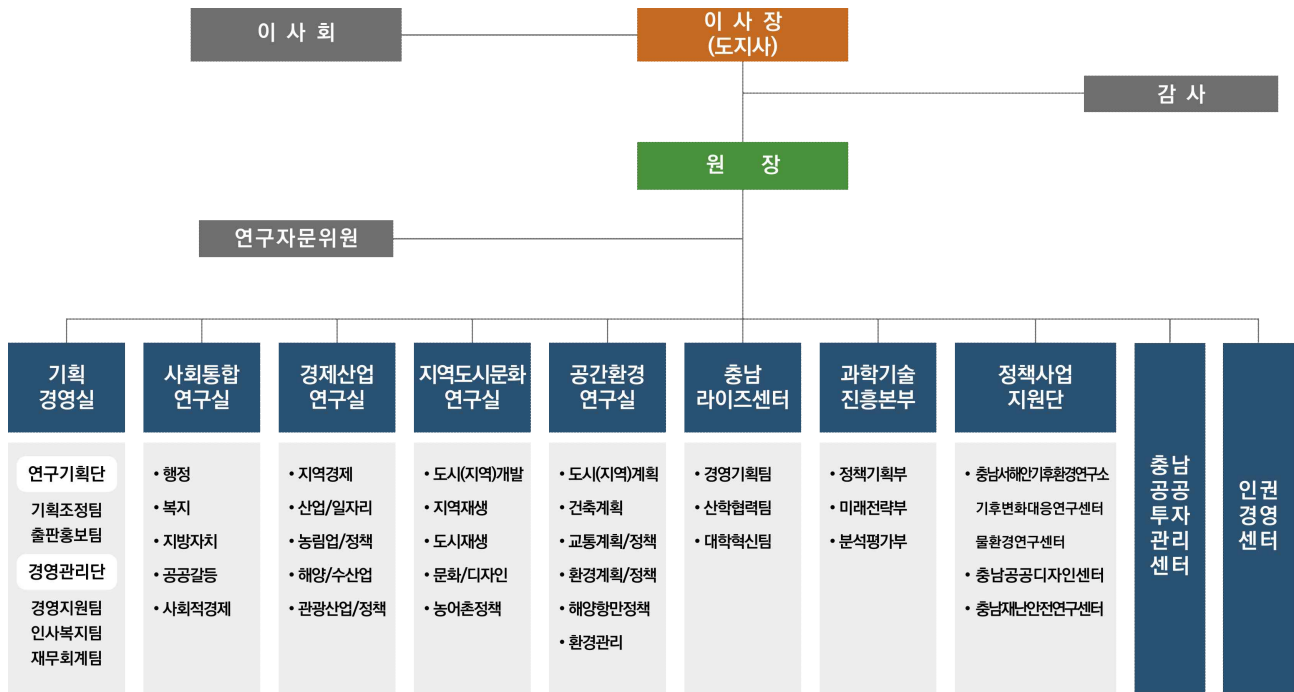 이 사 회
이 사 장
(도지사)
감 사
원 장
연구자문위원
기획
경영실
연구기획단
기획조정팀
출판홍보팀
경영관리단
경영지원팀
인사복지팀
재무회계팀
사회통합
연구실
• 행정
• 복지
• 지방자치
• 공공갈등
• 사회적경제
경제산업
연구실
• 지역경제
• 산업/일자리
• 농림업/정책
• 해양/수산업
• 관광산업/정책
지역도시문화
연구실
• 도시(지역)개발
• 지역재생
• 도시재생
• 문화/디자인
• 농어촌정책
공간환경
연구실
• 도시(지역)계획
• 건축계획
• 교통계획/정책
• 환경계획/정책
• 해양항만정책
• 환경관리
충남
라이즈센터
• 경영기획팀
• 산학협력팀
• 대학혁신팀
과학기술
진흥본부
• 정책기획부
• 미래전략부
• 분석평가부
정책사업
지원단
• 충남서해안기후환경연구소
기후변화대응연구센터
물환경연구센터
• 충남공공디자인센터
• 충남재난안전연구센터
충남
공공
투자
관리
센터
인권
경영
센터